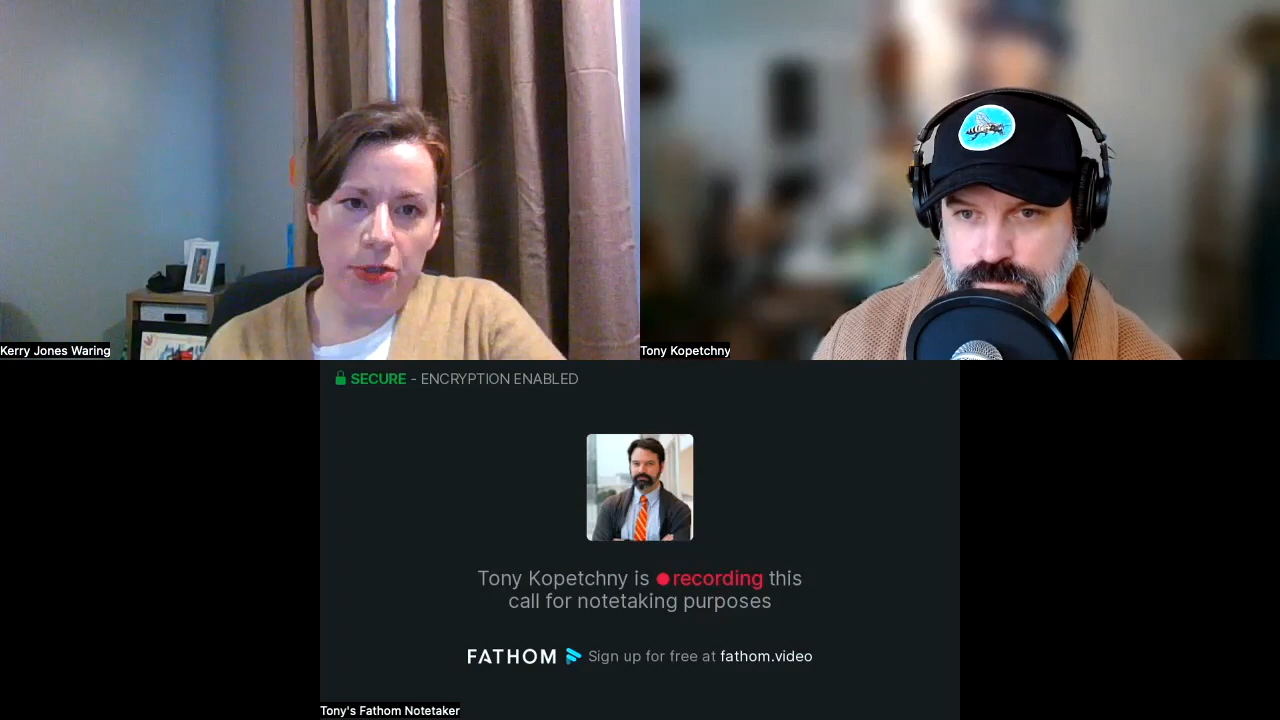 Kerry Jones Waring
Tony Kopetchny
SECURE - ENCRYPTION ENABLED
Tony Kopetchny is recording this
call for notetaking purposes
FATHOM Sign up for free at fathom.video
Tony's Fathom Notetaker